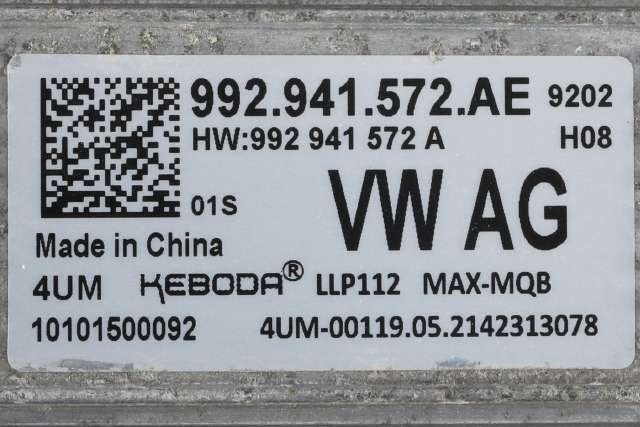 992.941.572.AE 9202
HW:992 941 572 A H08
01S VW AG
Made in China
4UM KEBODA® LLP112 MAX-MQB
10101500092 4UM-00119.05.2142313078